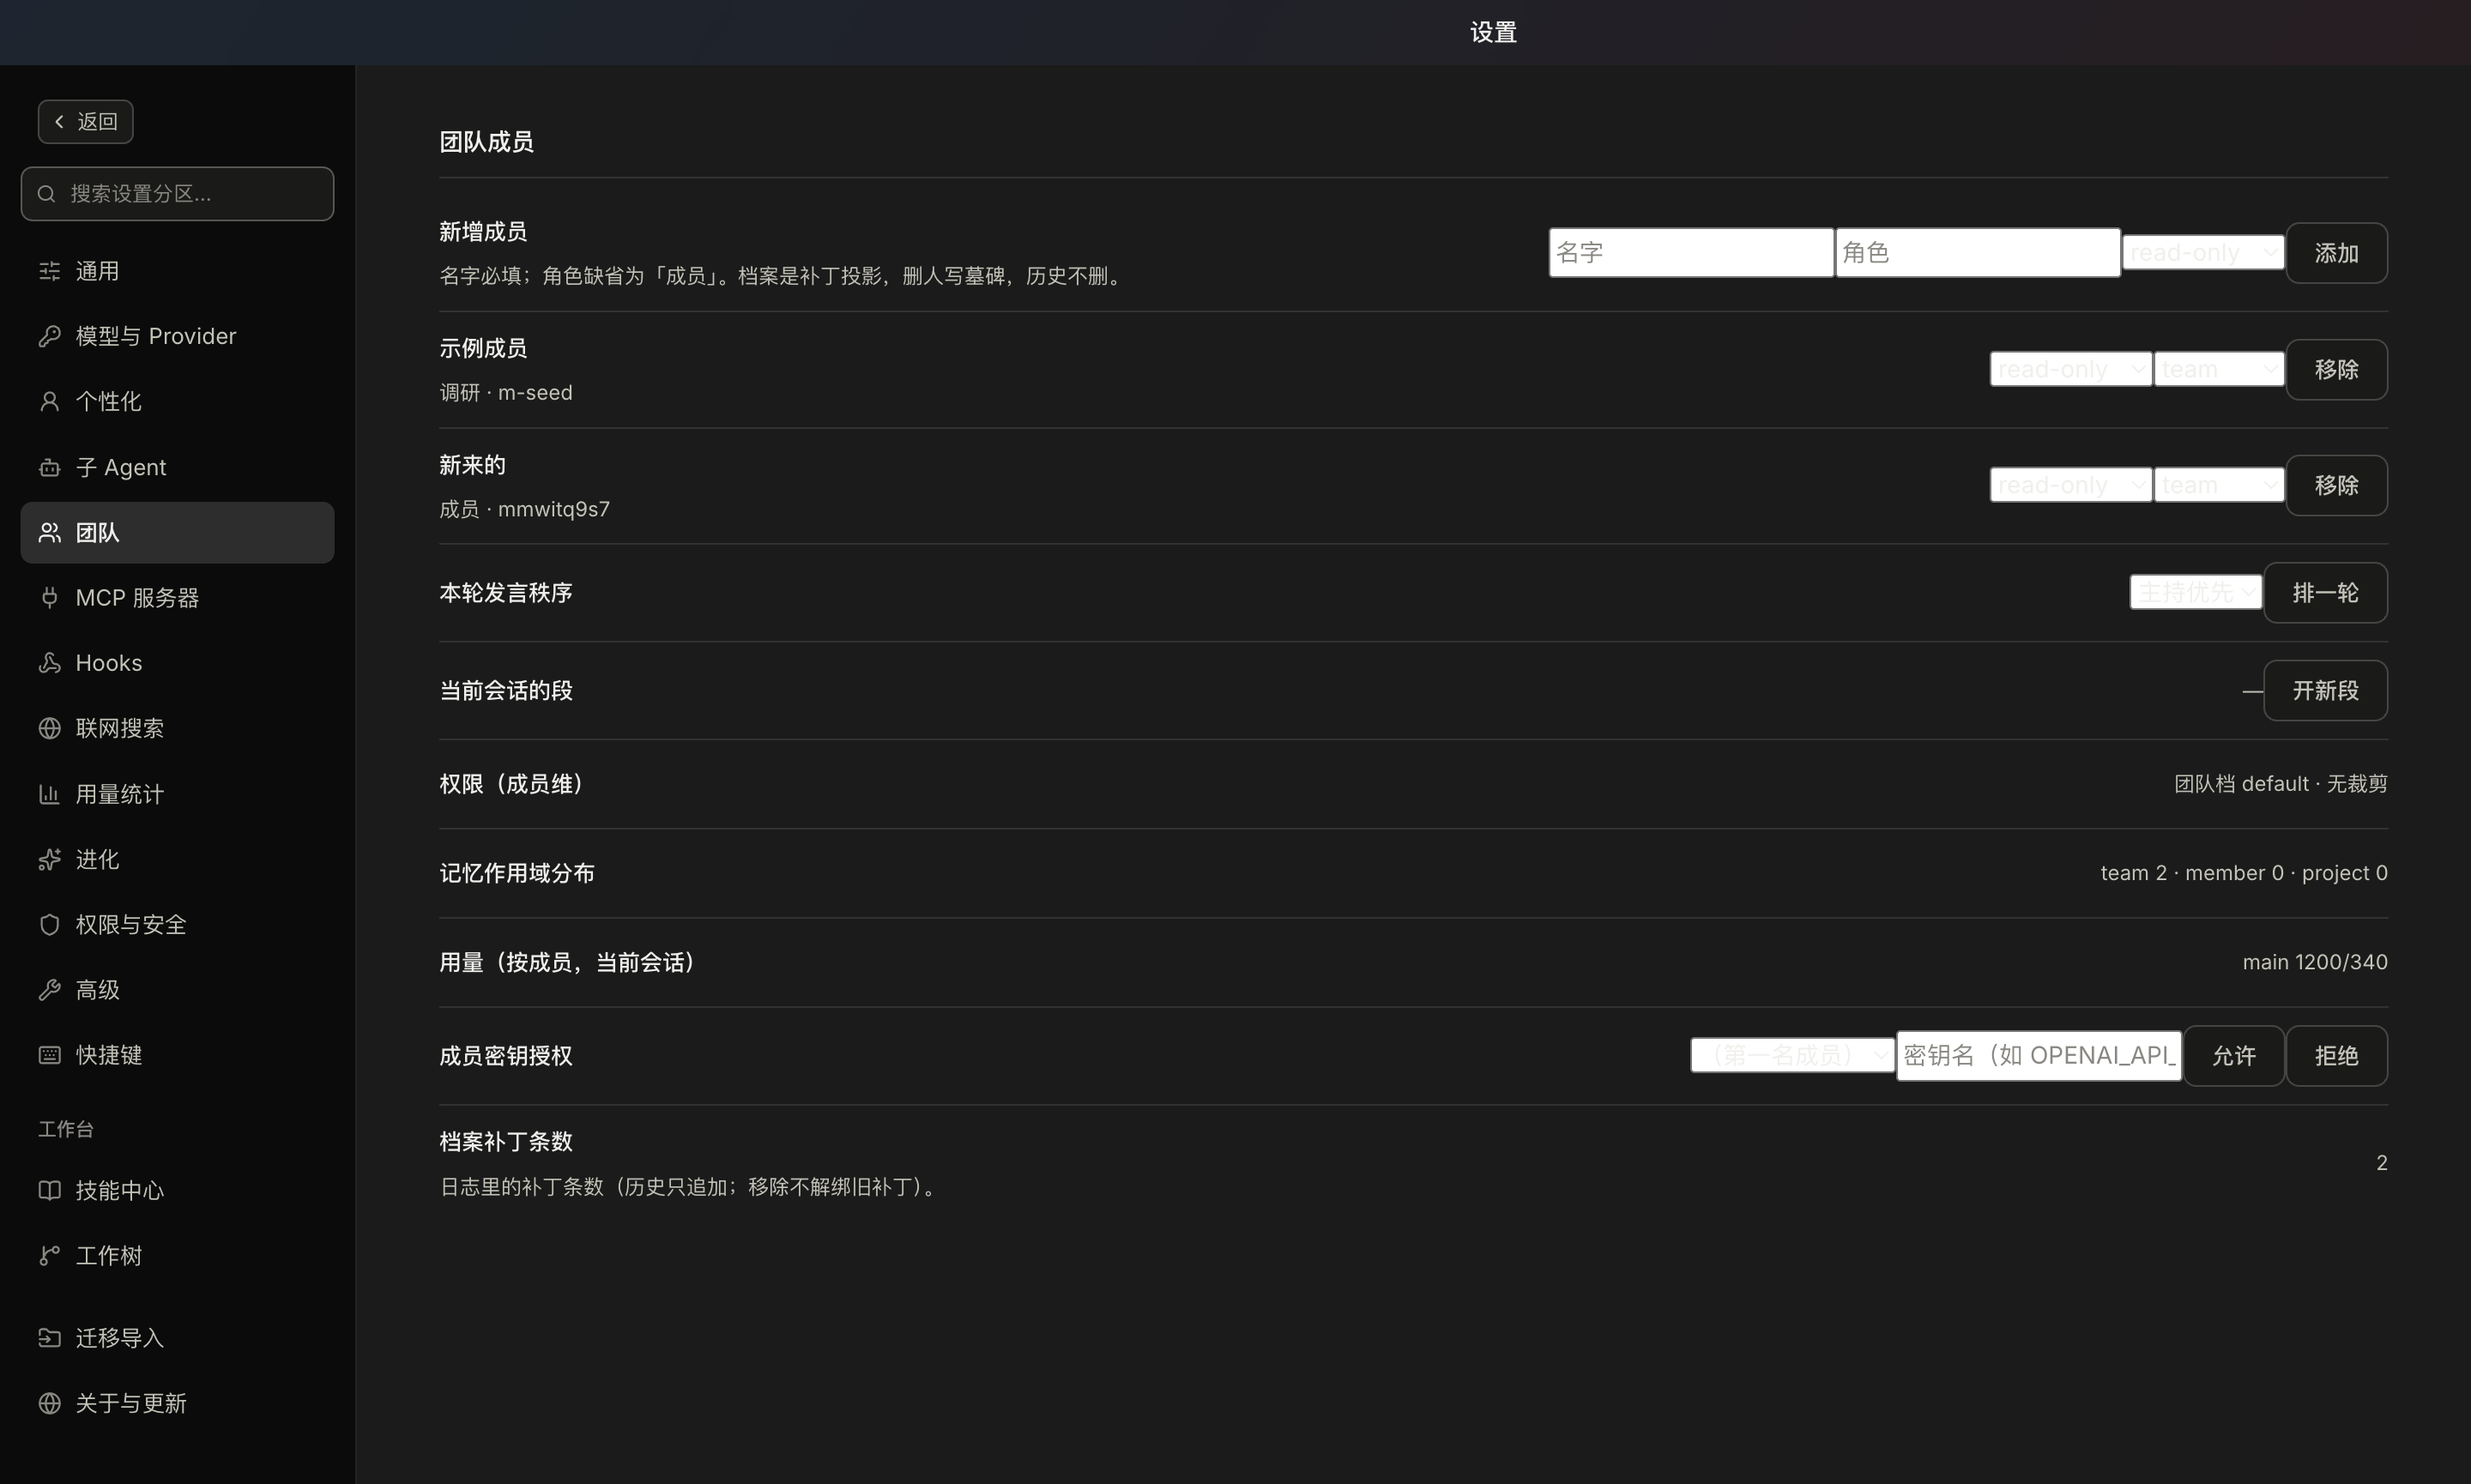 设置
返回
搜索设置分区...
通用
模型与 Provider
个性化
子 Agent
团队
MCP 服务器
Hooks
联网搜索
用量统计
进化
权限与安全
高级
快捷键
工作台
技能中心
工作树
迁移导入
关于与更新
团队成员
新增成员
名字必填；角色缺省为「成员」。档案是补丁投影，删人写墓碑，历史不删。
名字 角色 read-only 添加
示例成员
调研 · m-seed
read-only team 移除
新来的
成员 · mmwitq9s7
read-only team 移除
本轮发言秩序
主持优先 排一轮
当前会话的段
— 开新段
权限（成员维）
团队档 default · 无裁剪
记忆作用域分布
team 2 · member 0 · project 0
用量（按成员，当前会话）
main 1200/340
成员密钥授权
（第一名成员） 密钥名（如 OPENAI_API_ 允许 拒绝
档案补丁条数
日志里的补丁条数（历史只追加；移除不解绑旧补丁）。
2